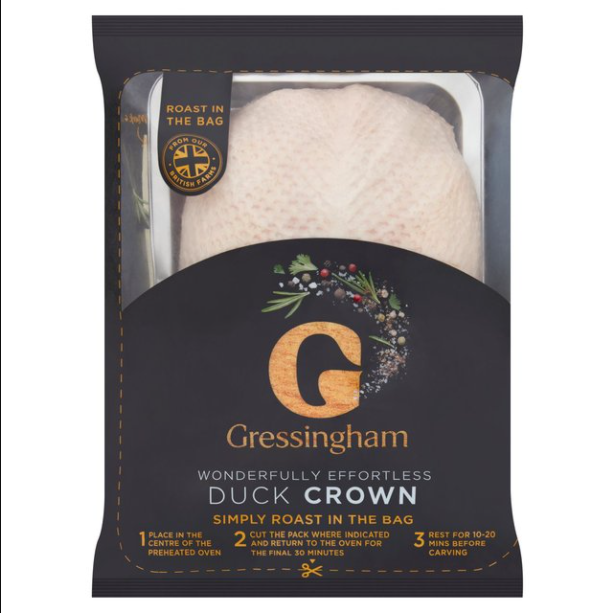 ROAST IN
THE BAG
FROM OUR
BRITISH FARMS
G
Gressingham
WONDERFULLY EFFORTLESS
DUCK CROWN
SIMPLY ROAST IN THE BAG
1 PLACE IN THE
CENTRE OF THE
PREHEATED OVEN
2 CUT THE PACK WHERE INDICATED
AND RETURN TO THE OVEN FOR
THE FINAL 30 MINUTES
3 REST FOR 10-20
MINS BEFORE
CARVING